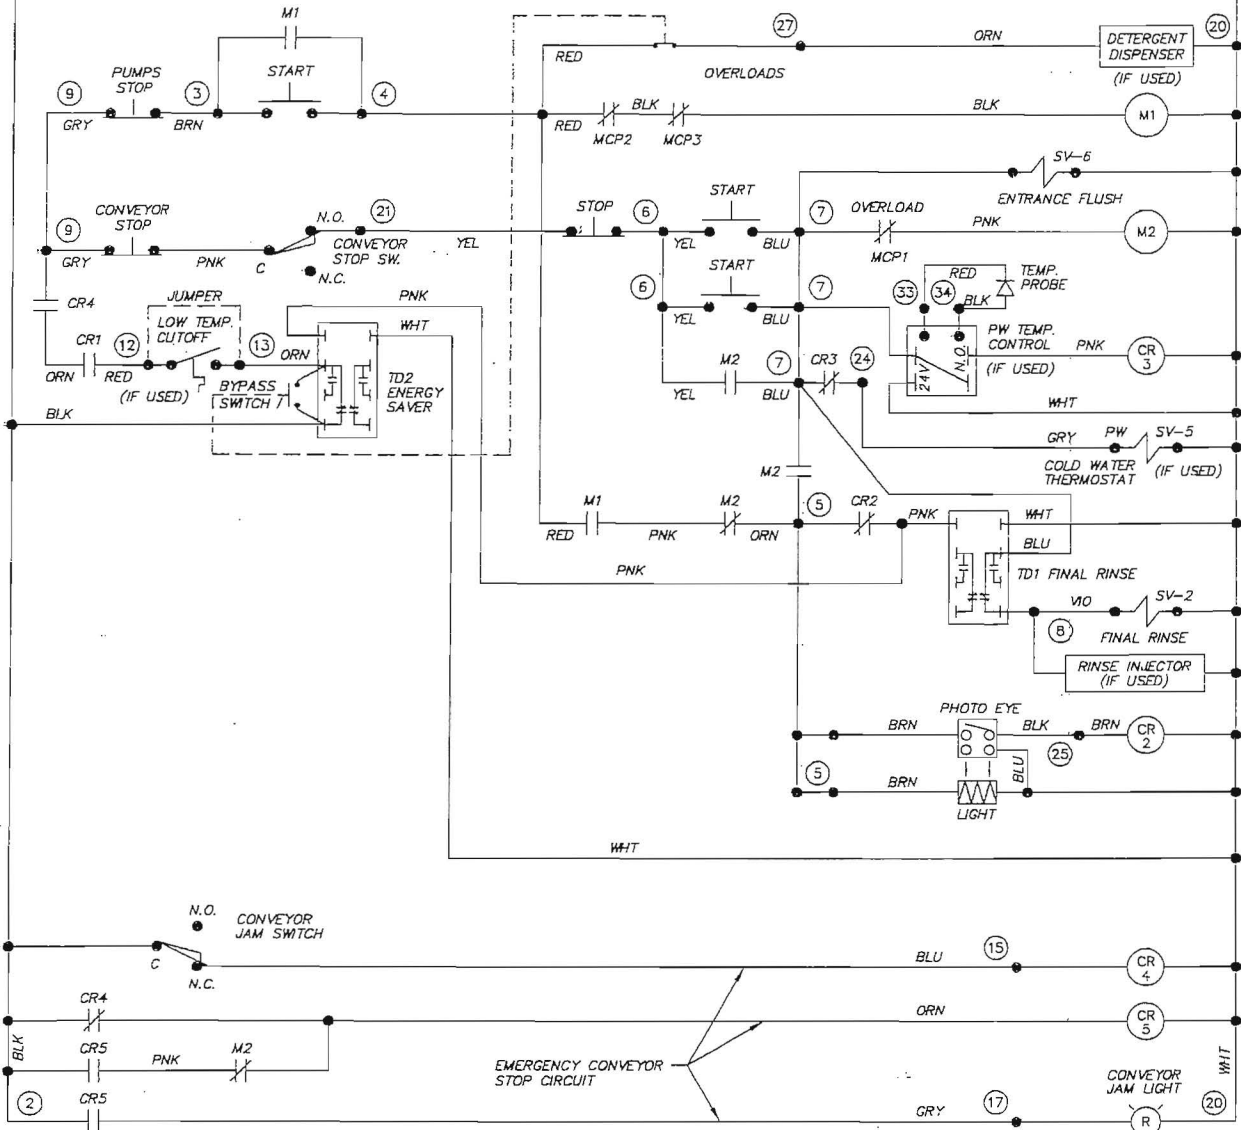 M1
27
ORN
20
RED
OVERLOADS
DETERGENT
DISPENSER
(IF USED)
PUMPS
STOP
START
9
3
4
GRY
BRN
RED
BLK
BLK
MCP2
MCP3
M1
SV-6
ENTRANCE FLUSH
CONVEYOR
STOP
9
N.O.
21
STOP
6
START
7
OVERLOAD
PNK
M2
GRY
PNK
C
CONVEYOR
STOP SW.
YEL
YEL
BLU
MCP1
N.C.
START
RED
TEMP.
PROBE
CR4
JUMPER
PNK
6
7
33
34
BLK
LOW TEMP.
CUTOFF
WHT
YEL
BLU
PW TEMP.
CONTROL
(IF USED)
PNK
CR
3
CR1
12
13
ORN
M2
7
CR3
24
24V
N.O.
ORN
RED
(IF USED)
BYPASS
SWITCH
TD2
ENERGY
SAVER
YEL
BLU
WHT
BLK
GRY
PW
SV-5
COLD WATER
THERMOSTAT
(IF USED)
M2
M1
M2
5
CR2
PNK
WHT
RED
PNK
ORN
BLU
PNK
TD1 FINAL RINSE
VIO
SV-2
8
FINAL RINSE
RINSE INJECTOR
(IF USED)
PHOTO EYE
BRN
BLK
BRN
CR
2
25
5
BLU
BRN
LIGHT
WHT
N.O.
CONVEYOR
JAM SWITCH
C
N.C.
BLU
15
CR
4
CR4
ORN
CR
5
BLK
CR5
PNK
M2
EMERGENCY CONVEYOR
STOP CIRCUIT
CONVEYOR
JAM LIGHT
WHT
2
CR5
GRY
17
R
20